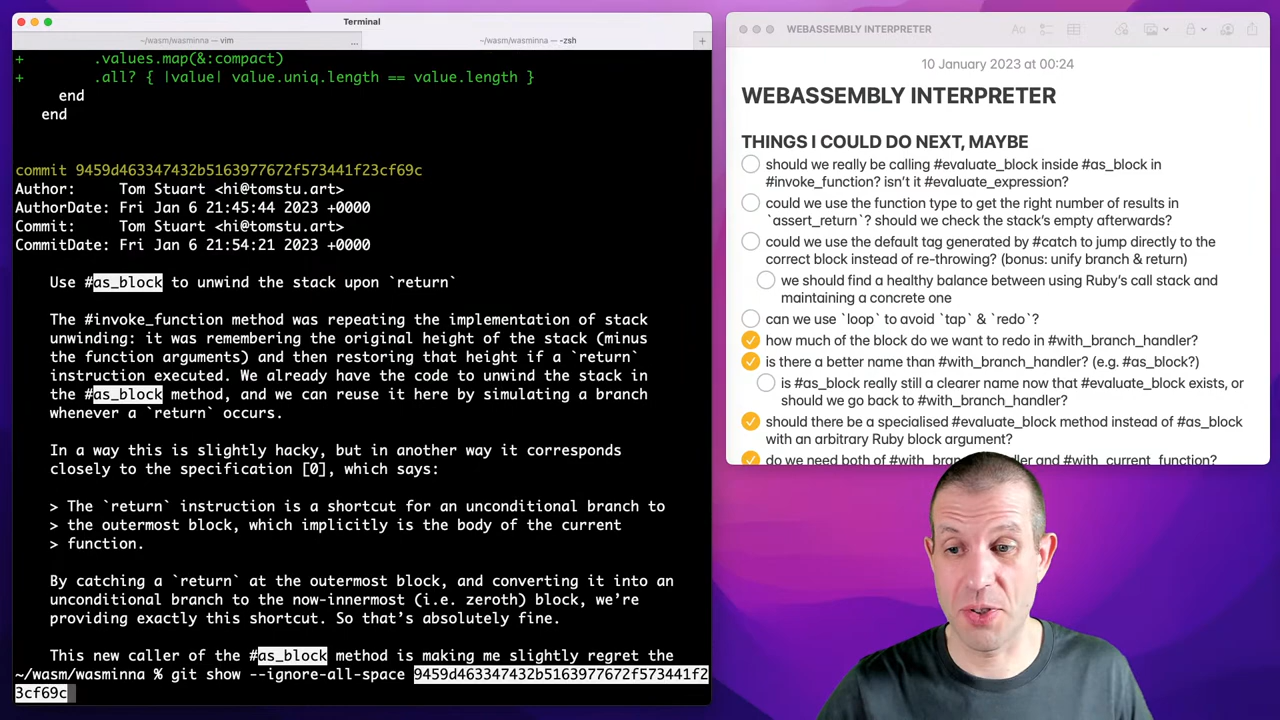 Terminal
~/wasm/wasminna — vim
...
~/wasm/wasminna — -zsh
+
+        .values.map(&:compact)
+        .all? { |value| value.uniq.length == value.length }
     end
   end
commit 9459d463347432b5163977672f573441f23cf69c
Author:     Tom Stuart <hi@tomstu.art>
AuthorDate: Fri Jan 6 21:45:44 2023 +0000
Commit:     Tom Stuart <hi@tomstu.art>
CommitDate: Fri Jan 6 21:54:21 2023 +0000
    Use #as_block to unwind the stack upon `return`
    The #invoke_function method was repeating the implementation of stack
    unwinding: it was remembering the original height of the stack (minus
    the function arguments) and then restoring that height if a `return`
    instruction executed. We already have the code to unwind the stack in
    the #as_block method, and we can reuse it here by simulating a branch
    whenever a `return` occurs.
    In a way this is slightly hacky, but in another way it corresponds
    closely to the specification [0], which says:
    > The `return` instruction is a shortcut for an unconditional branch to
    > the outermost block, which implicitly is the body of the current
    > function.
    By catching a `return` at the outermost block, and converting it into an
    unconditional branch to the now-innermost (i.e. zeroth) block, we’re
    providing exactly this shortcut. So that’s absolutely fine.
    This new caller of the #as_block method is making me slightly regret the
~/wasm/wasminna % git show --ignore-all-space 9459d463347432b5163977672f573441f2
3cf69c
WEBASSEMBLY INTERPRETER
Aa
10 January 2023 at 00:24
WEBASSEMBLY INTERPRETER
THINGS I COULD DO NEXT, MAYBE
should we really be calling #evaluate_block inside #as_block in
#invoke_function? isn’t it #evaluate_expression?
could we use the function type to get the right number of results in
`assert_return`? should we check the stack’s empty afterwards?
could we use the default tag generated by #catch to jump directly to the
correct block instead of re-throwing? (bonus: unify branch & return)
we should find a healthy balance between using Ruby’s call stack and
maintaining a concrete one
can we use `loop` to avoid `tap` & `redo`?
how much of the block do we want to redo in #with_branch_handler?
is there a better name than #with_branch_handler? (e.g. #as_block?)
is #as_block really still a clearer name now that #evaluate_block exists, or
should we go back to #with_branch_handler?
should there be a specialised #evaluate_block method instead of #as_block
with an arbitrary Ruby block argument?
do we need both of #with_bran ller and #with_current_function?